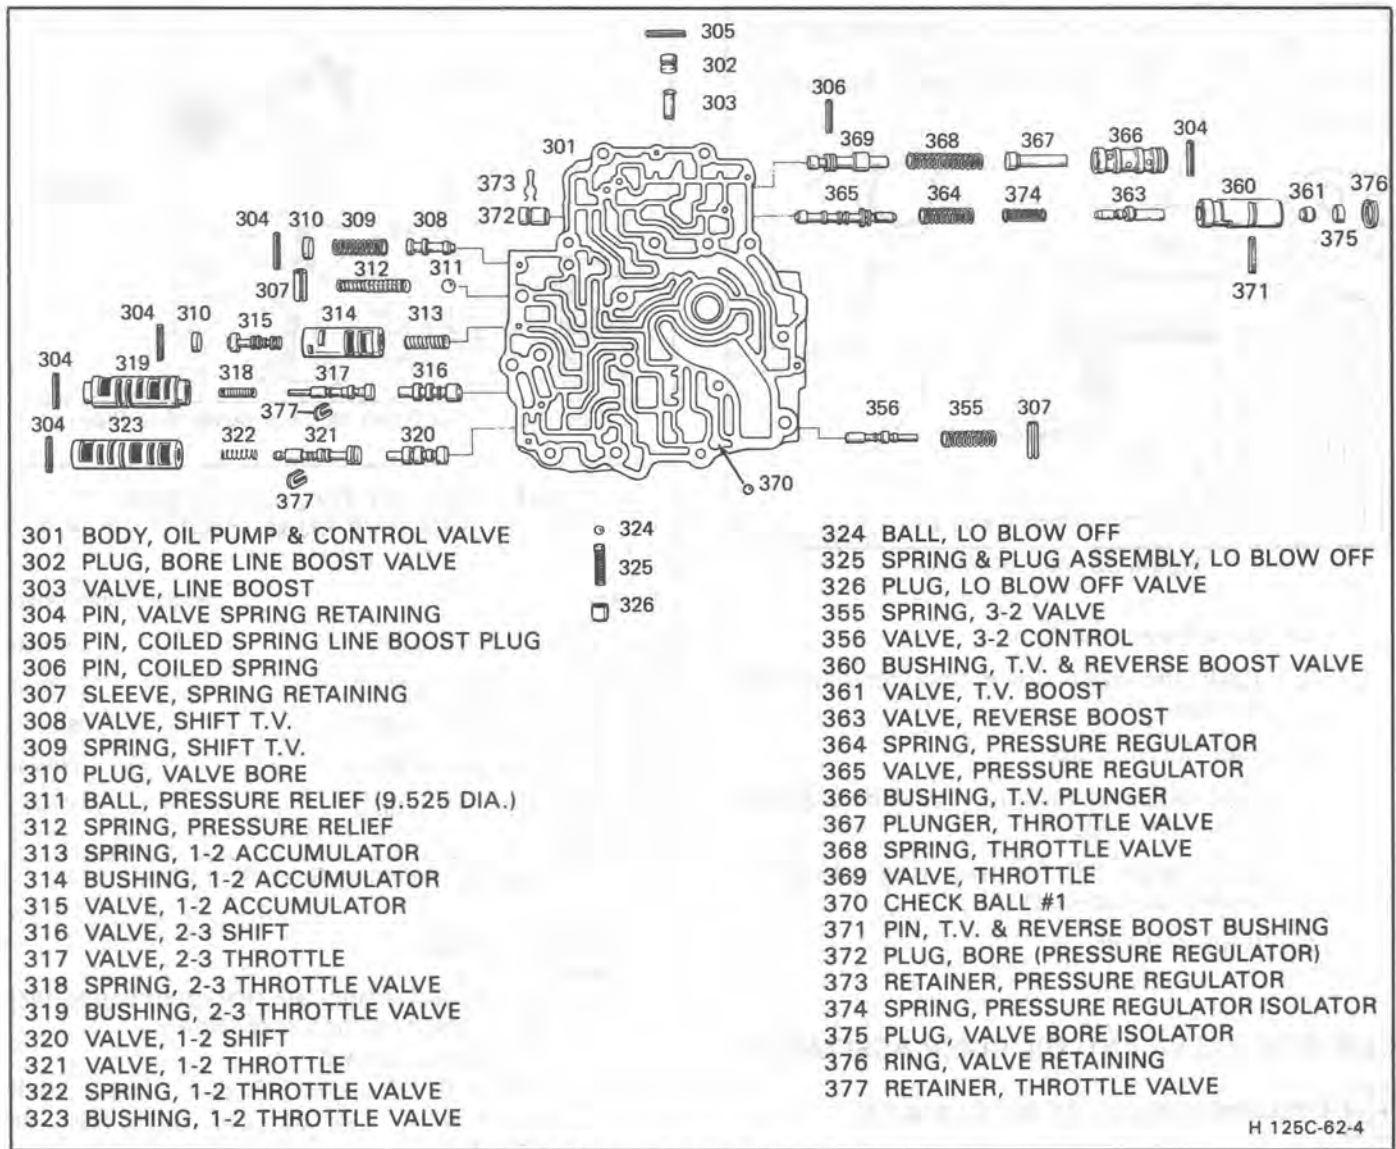 305
302
303
306
369
368
367
366
304
301
373
372
365
364
374
363
360
361
376
375
371
304
310
309
308
307
312
311
304
310
315
314
313
304
319
318
317
316
377
304
323
322
321
320
377
356
355
307
370
324
325
326
301 BODY, OIL PUMP & CONTROL VALVE
302 PLUG, BORE LINE BOOST VALVE
303 VALVE, LINE BOOST
304 PIN, VALVE SPRING RETAINING
305 PIN, COILED SPRING LINE BOOST PLUG
306 PIN, COILED SPRING
307 SLEEVE, SPRING RETAINING
308 VALVE, SHIFT T.V.
309 SPRING, SHIFT T.V.
310 PLUG, VALVE BORE
311 BALL, PRESSURE RELIEF (9.525 DIA.)
312 SPRING, PRESSURE RELIEF
313 SPRING, 1-2 ACCUMULATOR
314 BUSHING, 1-2 ACCUMULATOR
315 VALVE, 1-2 ACCUMULATOR
316 VALVE, 2-3 SHIFT
317 VALVE, 2-3 THROTTLE
318 SPRING, 2-3 THROTTLE VALVE
319 BUSHING, 2-3 THROTTLE VALVE
320 VALVE, 1-2 SHIFT
321 VALVE, 1-2 THROTTLE
322 SPRING, 1-2 THROTTLE VALVE
323 BUSHING, 1-2 THROTTLE VALVE
324 BALL, LO BLOW OFF
325 SPRING & PLUG ASSEMBLY, LO BLOW OFF
326 PLUG, LO BLOW OFF VALVE
355 SPRING, 3-2 VALVE
356 VALVE, 3-2 CONTROL
360 BUSHING, T.V. & REVERSE BOOST VALVE
361 VALVE, T.V. BOOST
363 VALVE, REVERSE BOOST
364 SPRING, PRESSURE REGULATOR
365 VALVE, PRESSURE REGULATOR
366 BUSHING, T.V. PLUNGER
367 PLUNGER, THROTTLE VALVE
368 SPRING, THROTTLE VALVE
369 VALVE, THROTTLE
370 CHECK BALL #1
371 PIN, T.V. & REVERSE BOOST BUSHING
372 PLUG, BORE (PRESSURE REGULATOR)
373 RETAINER, PRESSURE REGULATOR
374 SPRING, PRESSURE REGULATOR ISOLATOR
375 PLUG, VALVE BORE ISOLATOR
376 RING, VALVE RETAINING
377 RETAINER, THROTTLE VALVE
H 125C-62-4